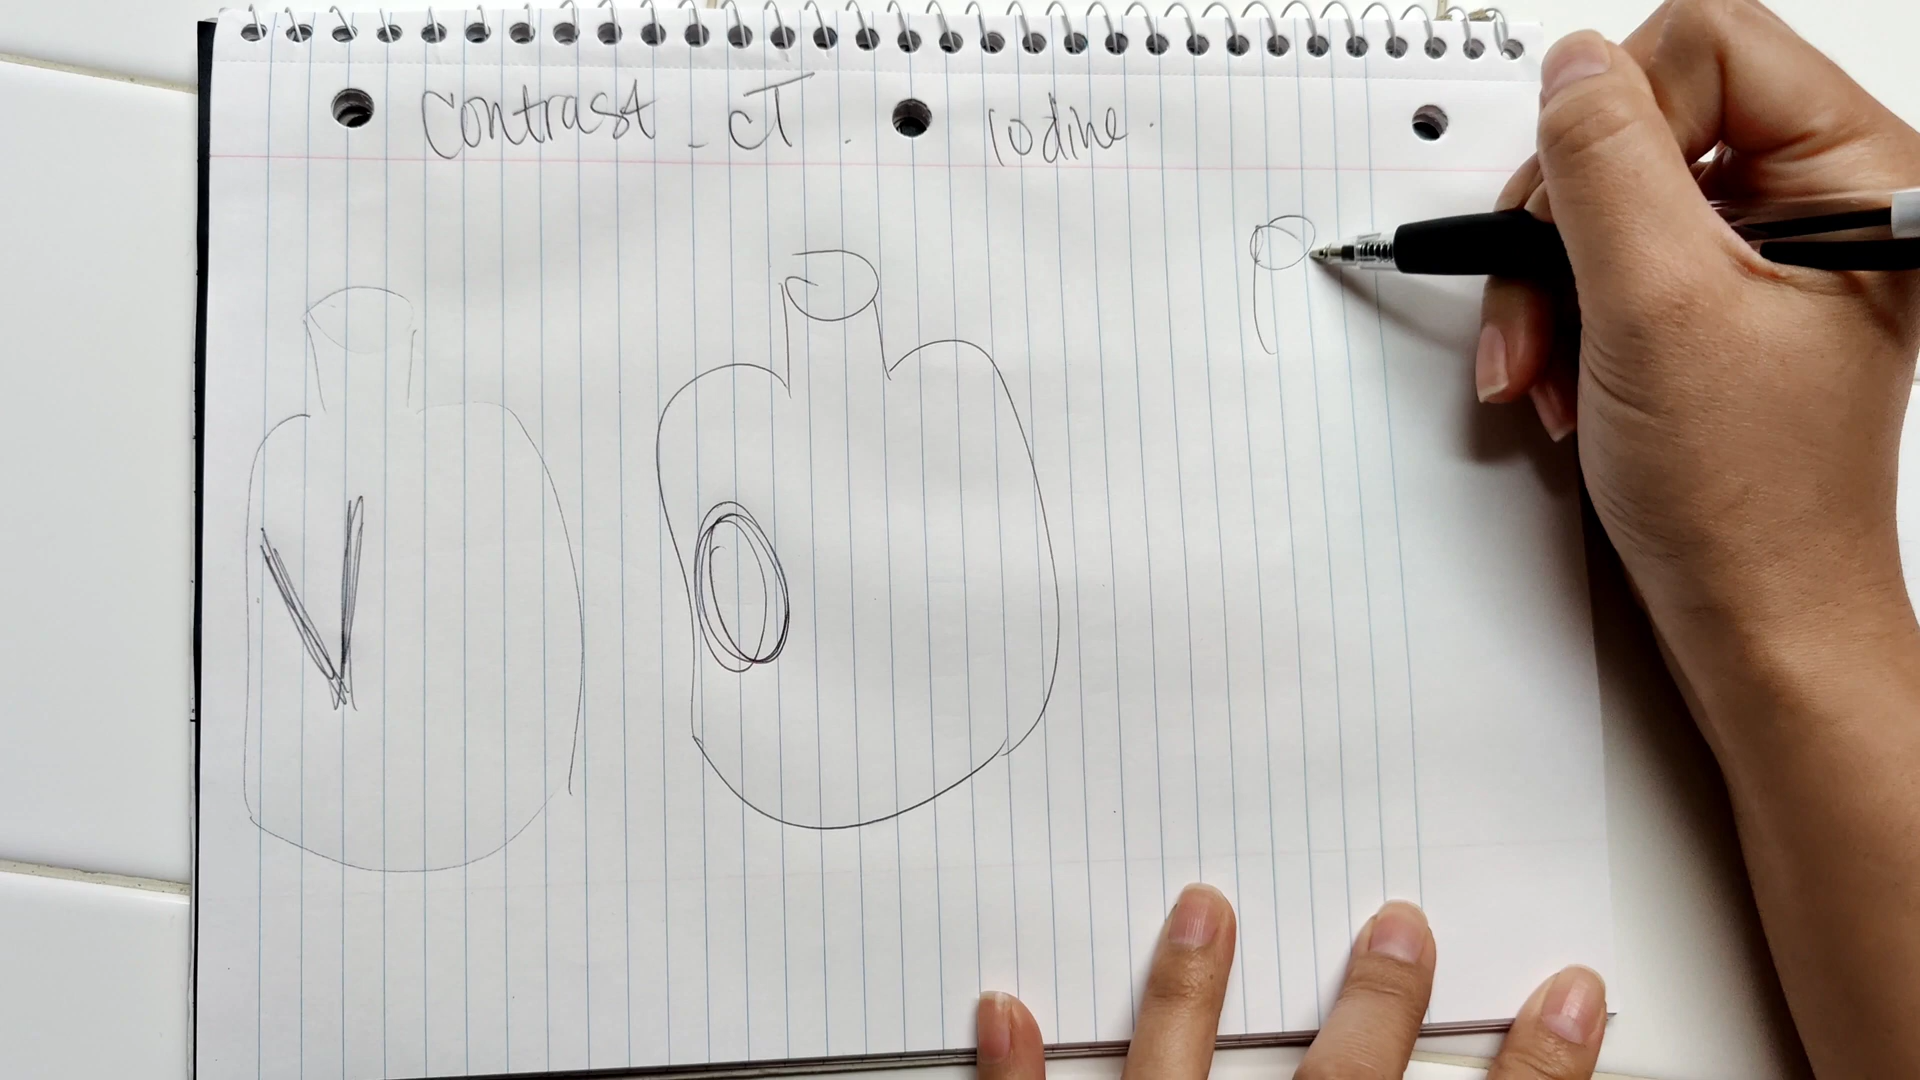 Contrast - CT. Iodine.
V O